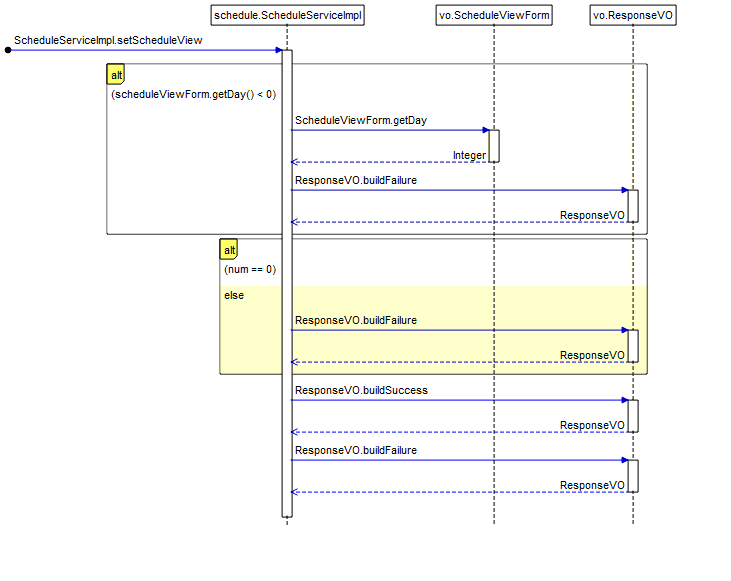 schedule.ScheduleServiceImpl
vo.ScheduleViewForm
vo.ResponseVO
ScheduleServiceImpl.setScheduleView
alt
(scheduleViewForm.getDay() < 0)
ScheduleViewForm.getDay
Integer
ResponseVO.buildFailure
ResponseVO
alt
(num == 0)
else
ResponseVO.buildFailure
ResponseVO
ResponseVO.buildSuccess
ResponseVO
ResponseVO.buildFailure
ResponseVO